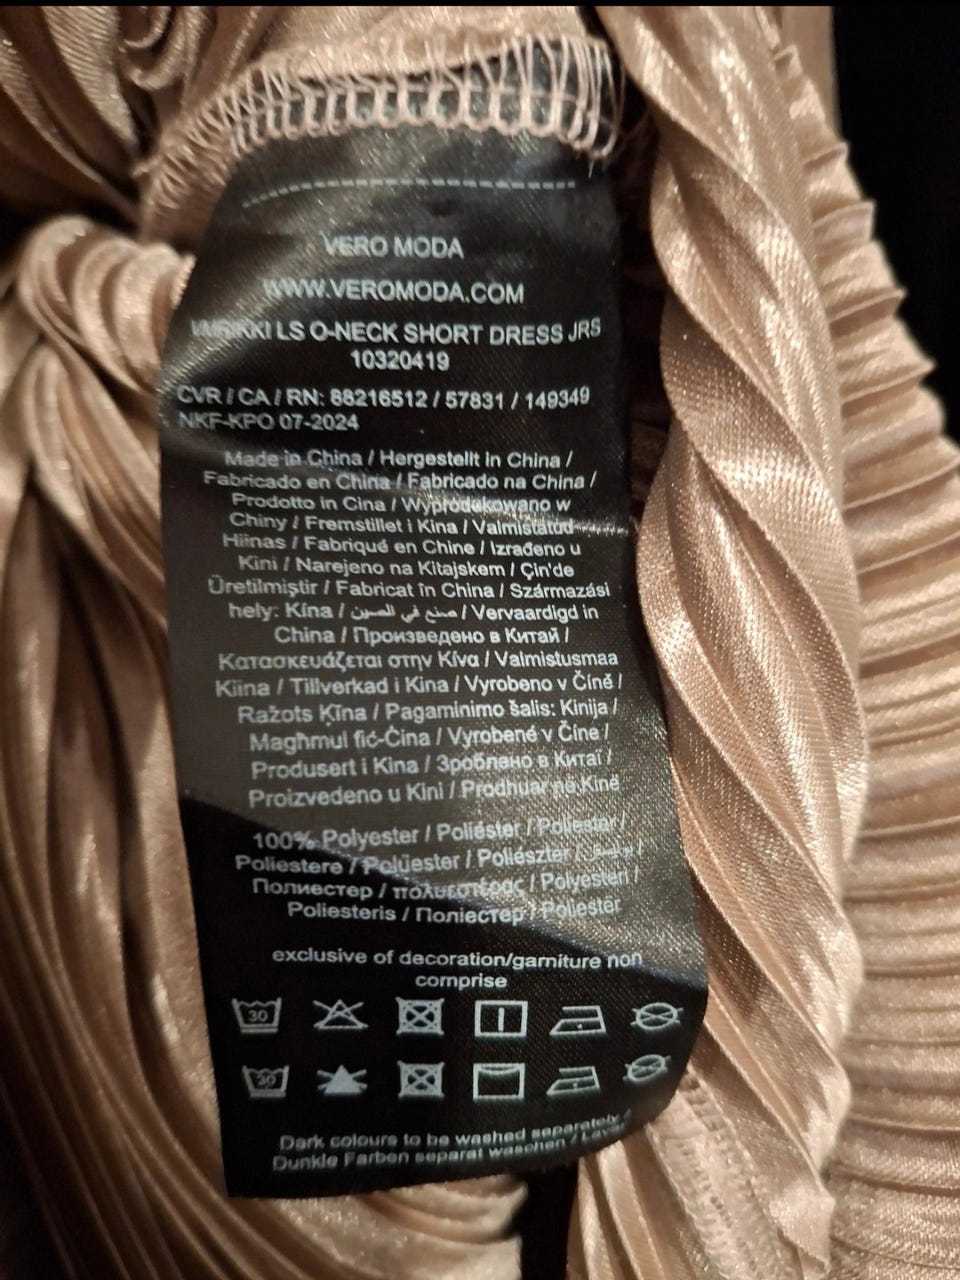 VERO MODA
WWW.VEROMODA.COM
LS O-NECK SHORT DRESS JRS
10320419
CVR / CA / RN: 88216512 / 57831 / 149349
NKF-KPO 07-2024
Made in China / Hergestellt in China /
Fabricado en China / Fabricado na China /
Prodotto in Cina / Wyprodukowano w
Chiny / Fremstillet i Kina / Valmistatud
Hiinas / Fabriqué en Chine / Izrađeno u
Kini / Narejeno na Kitajskem / Çin'de
Üretilmiştir / Fabricat în China / Származási
hely: Kína / صنع في الصين / Vervaardigd in
China / Произведено в Китай /
Κατασκευάζεται στην Κίνα / Valmistusmaa
Kiina / Tillverkad i Kina / Vyrobeno v Číně /
Ražots Ķīna / Pagaminimo šalis: Kinija /
Magħmul fiċ-Ċina / Vyrobené v Číne /
Produsert i Kina / Зроблено в Китаї /
Proizvedeno u Kini / Prodhuar në Kinë
100% Polyester / Poliéster / Poliester /
Poliestere / Polüester / Poliészter / بوليستر /
Полиестер / πολυεστέρας / Polyesteri /
Poliesteris / Поліестер / Poliester
exclusive of decoration/garniture non
comprise
30
30
Dark colours to be washed separately /
Dunkle Farben separat waschen /